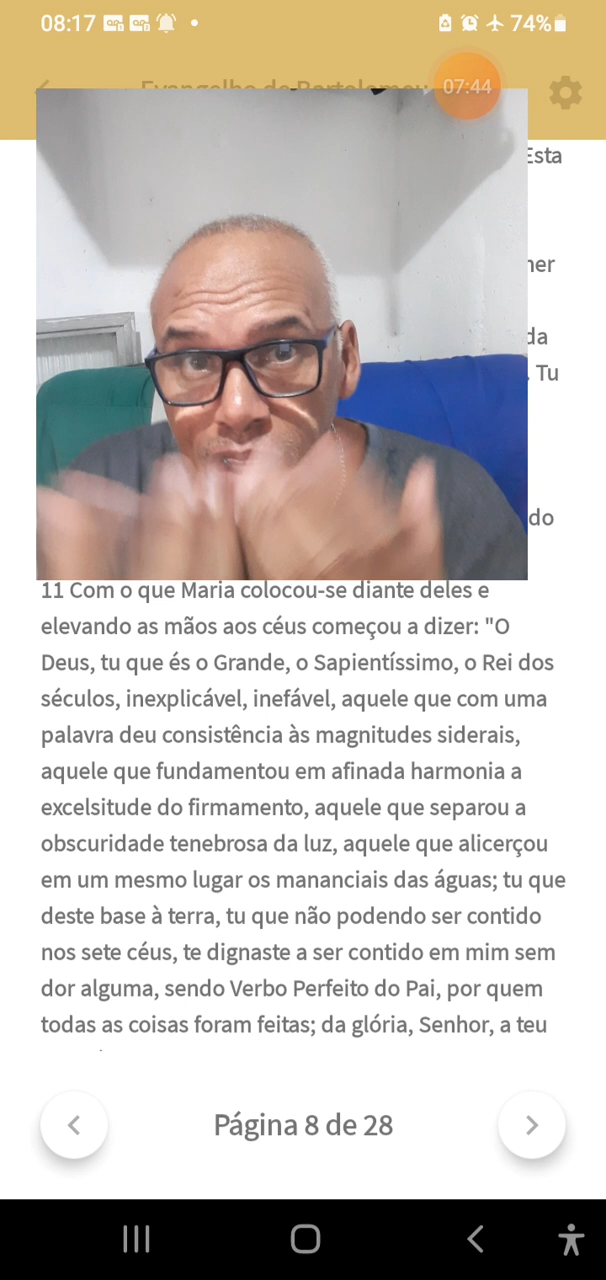 08:17
74%
Evangelho de Bartolomeu
07:44
Esta
da
. Tu
do
11 Com o que Maria colocou-se diante deles e
elevando as mãos aos céus começou a dizer: "O
Deus, tu que és o Grande, o Sapientíssimo, o Rei dos
séculos, inexplicável, inefável, aquele que com uma
palavra deu consistência às magnitudes siderais,
aquele que fundamentou em afinada harmonia a
excelsitude do firmamento, aquele que separou a
obscuridade tenebrosa da luz, aquele que alicerçou
em um mesmo lugar os mananciais das águas; tu que
deste base à terra, tu que não podendo ser contido
nos sete céus, te dignaste a ser contido em mim sem
dor alguma, sendo Verbo Perfeito do Pai, por quem
todas as coisas foram feitas; da glória, Senhor, a teu
Página 8 de 28